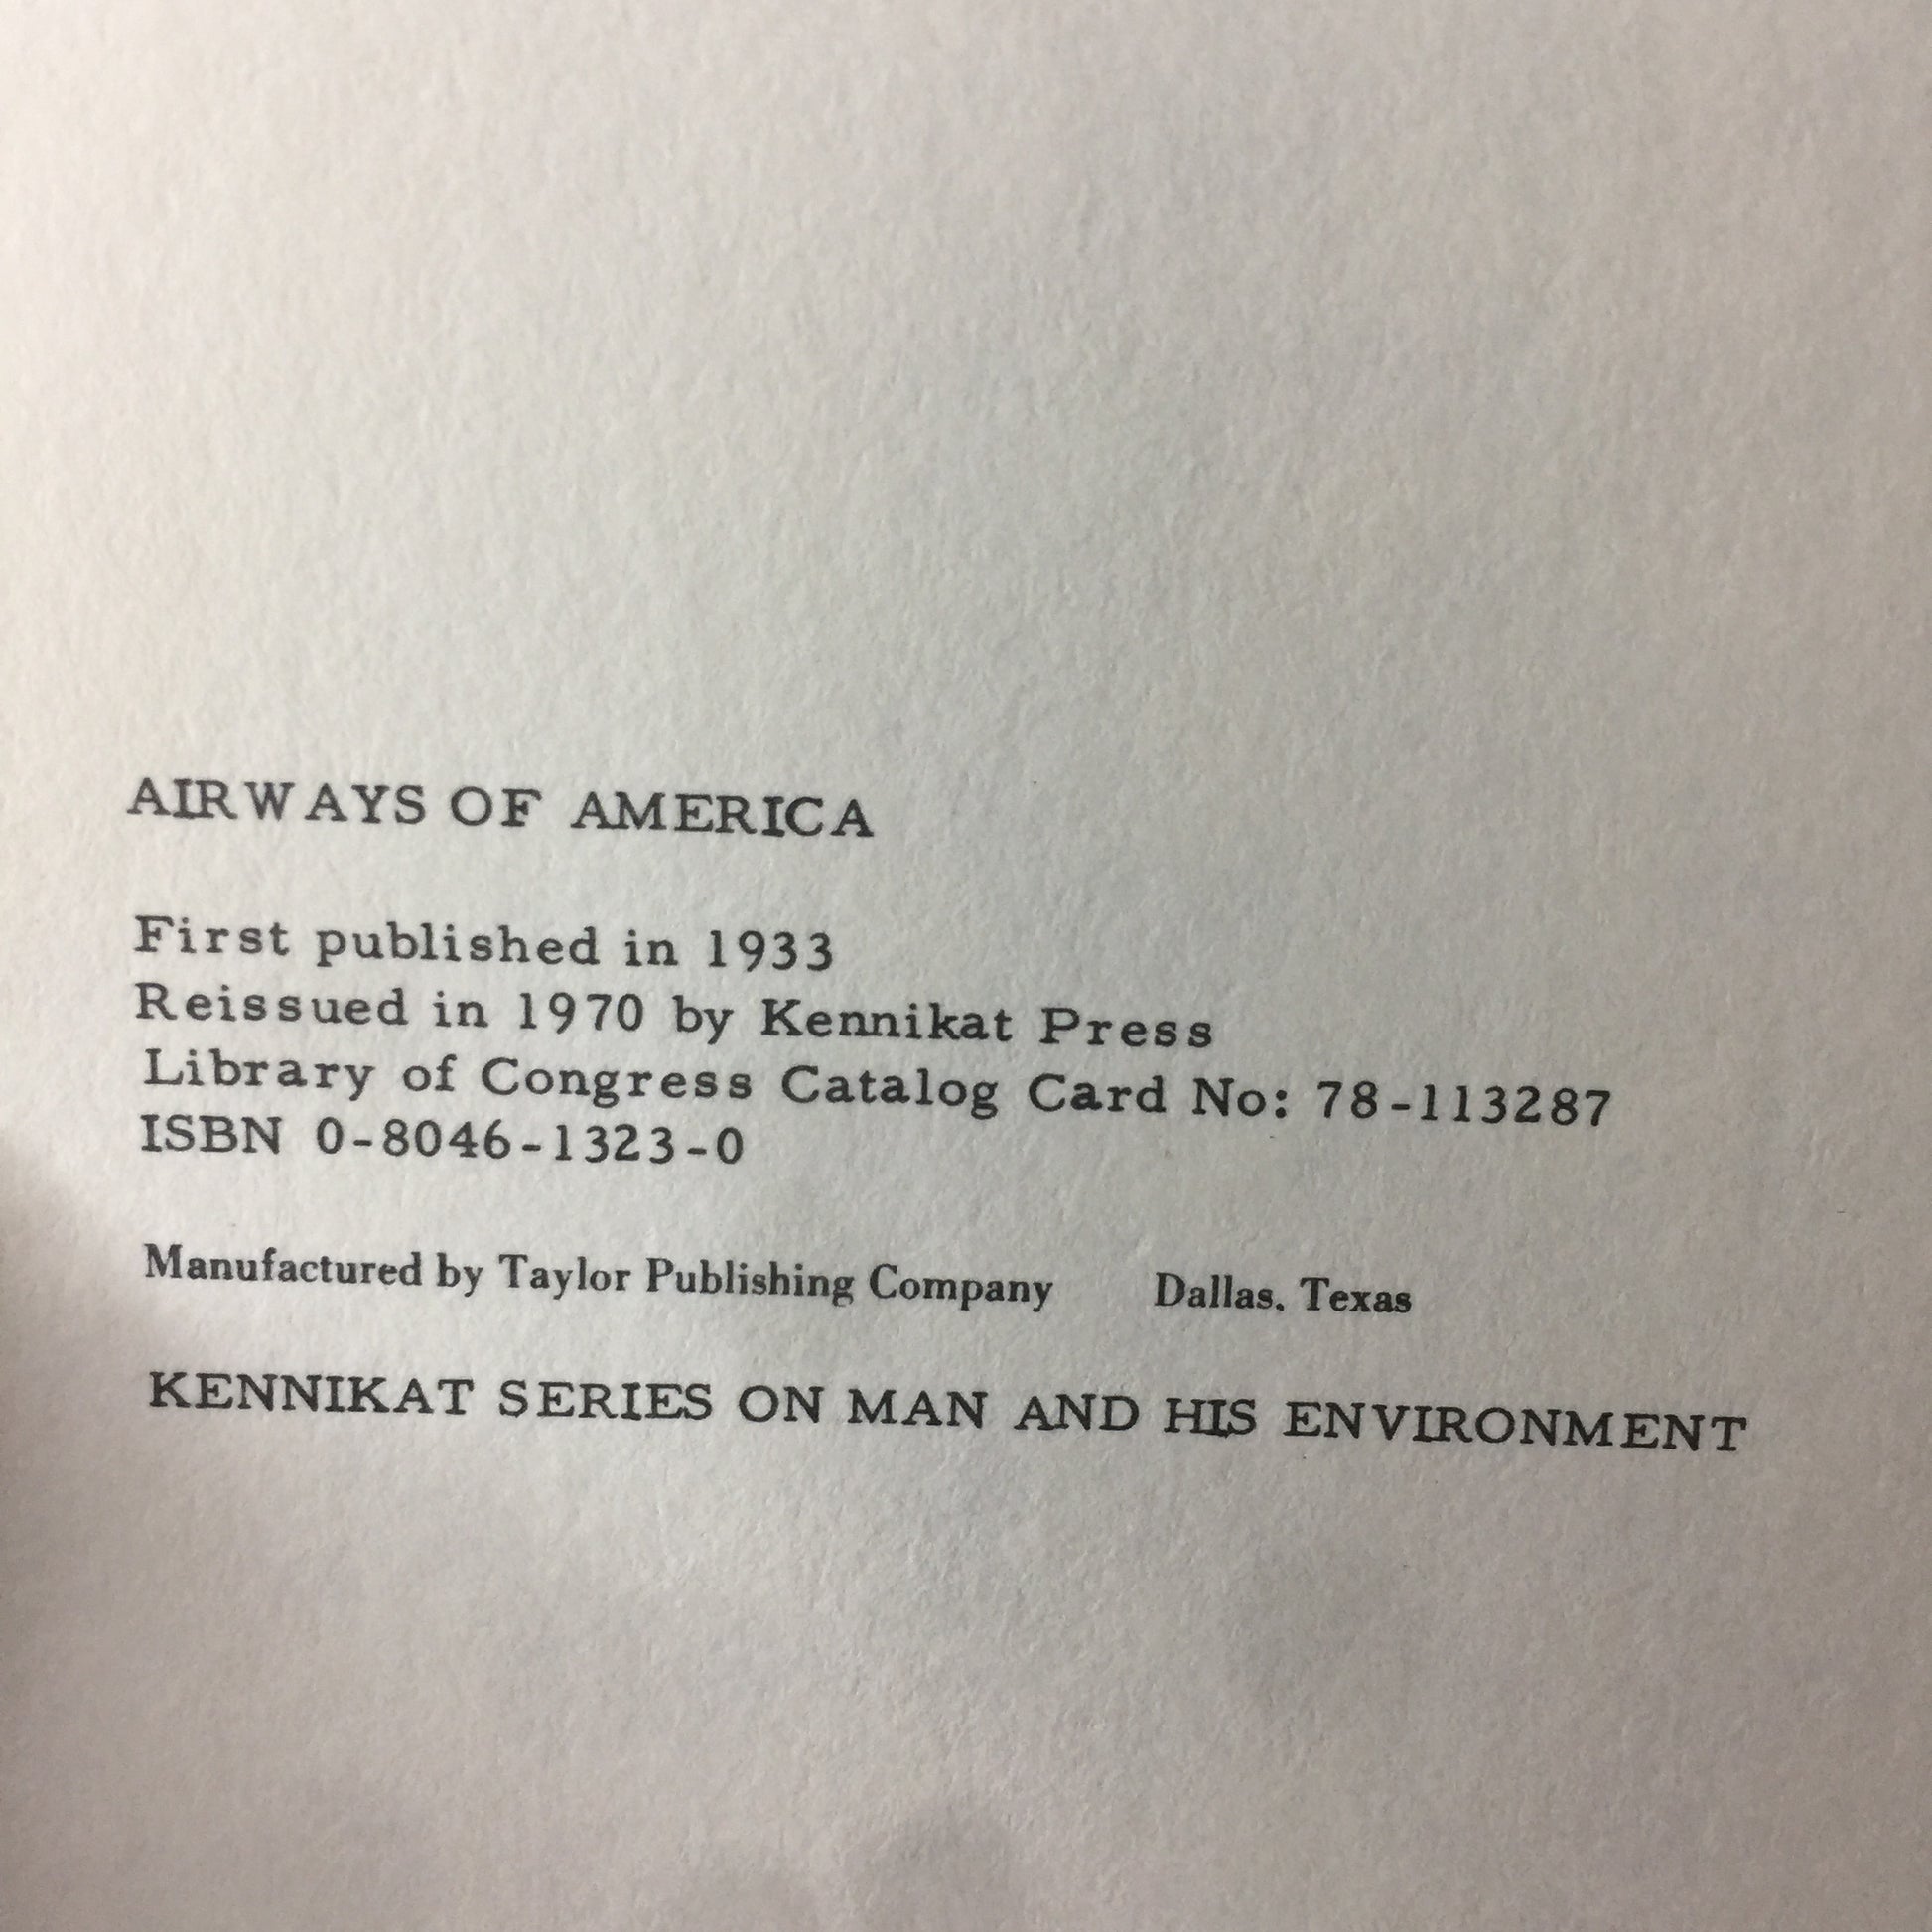 AIRWAYS OF AMERICA
First published in 1933
Reissued in 1970 by Kennikat Press
Library of Congress Catalog Card No: 78-113287
ISBN 0-8046-1323-0
Manufactured by Taylor Publishing Company Dallas. Texas
KENNIKAT SERIES ON MAN AND HIS ENVIRONMENT